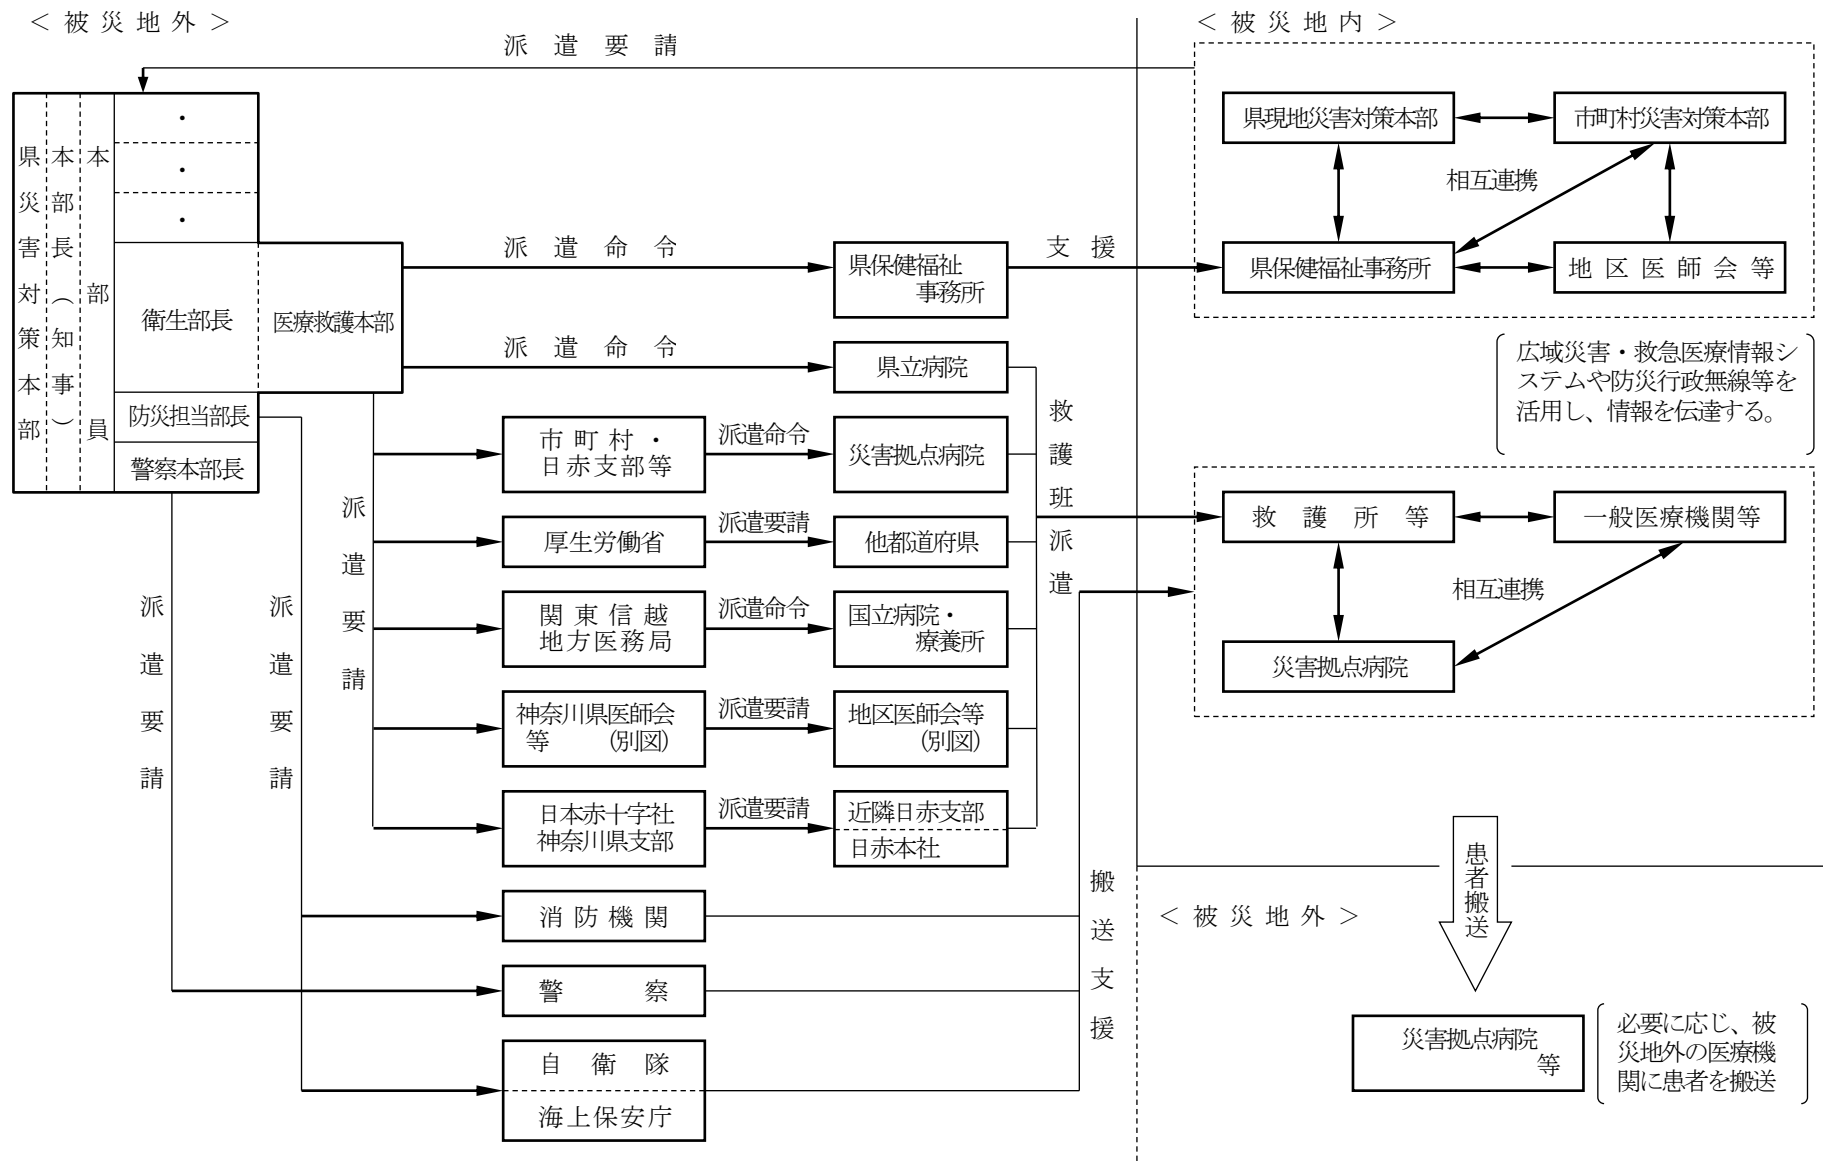 ＜被災地外＞
派遣要請
＜被災地内＞
県災害対策本部
本部長（知事）
本部員
・
・
・
衛生部長
医療救護本部
防災担当部長
警察本部長
派遣命令
県保健福祉
事務所
支援
派遣命令
県立病院
派遣要請
市町村・
日赤支部等
派遣命令
災害拠点病院
厚生労働省
派遣要請
他都道府県
関東信越
地方医務局
派遣命令
国立病院・
療養所
神奈川県医師会
等　　（別図）
派遣要請
地区医師会等
（別図）
日本赤十字社
神奈川県支部
派遣要請
近隣日赤支部
日赤本社
救護班派遣
派遣要請
派遣要請
消防機関
警察
自衛隊
海上保安庁
搬送支援
県現地災害対策本部
市町村災害対策本部
相互連携
県保健福祉事務所
地区医師会等
広域災害・救急医療情報シ
ステムや防災行政無線等を
活用し、情報を伝達する。
救護所等
一般医療機関等
相互連携
災害拠点病院
患者搬送
＜被災地外＞
災害拠点病院
等
必要に応じ、被
災地外の医療機
関に患者を搬送